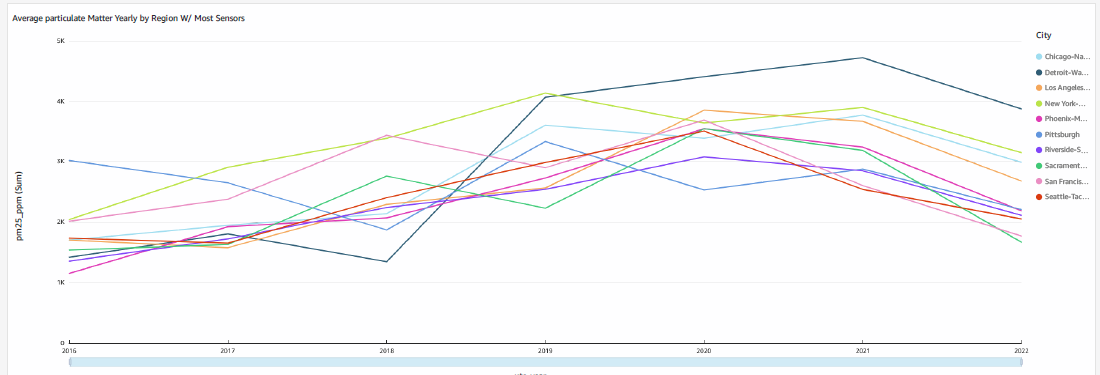 Average particulate Matter Yearly by Region W/ Most Sensors
City
5K
4K
3K
2K
1K
0
pm25_ppm (Sum)
2016 2017 2018 2019 2020 2021 2022
Chicago-Na...
Detroit-Wa...
Los Angeles...
New York-...
Phoenix-M...
Pittsburgh
Riverside-S...
Sacrament...
San Francis...
Seattle-Tac...